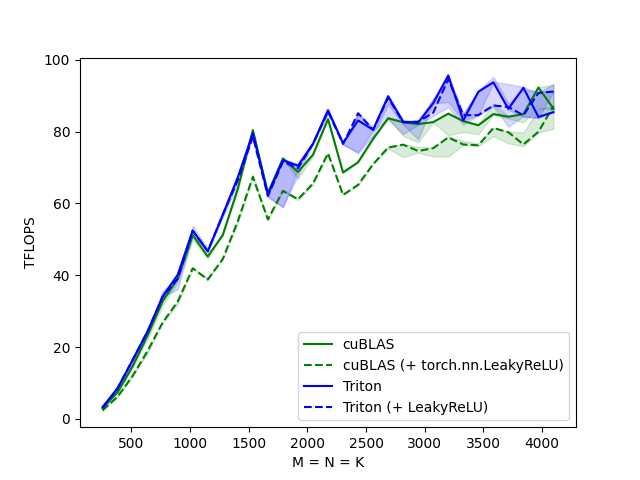 100
80
60
40
20
0
TFLOPS
500 1000 1500 2000 2500 3000 3500 4000
M = N = K
cuBLAS
cuBLAS (+ torch.nn.LeakyReLU)
Triton
Triton (+ LeakyReLU)